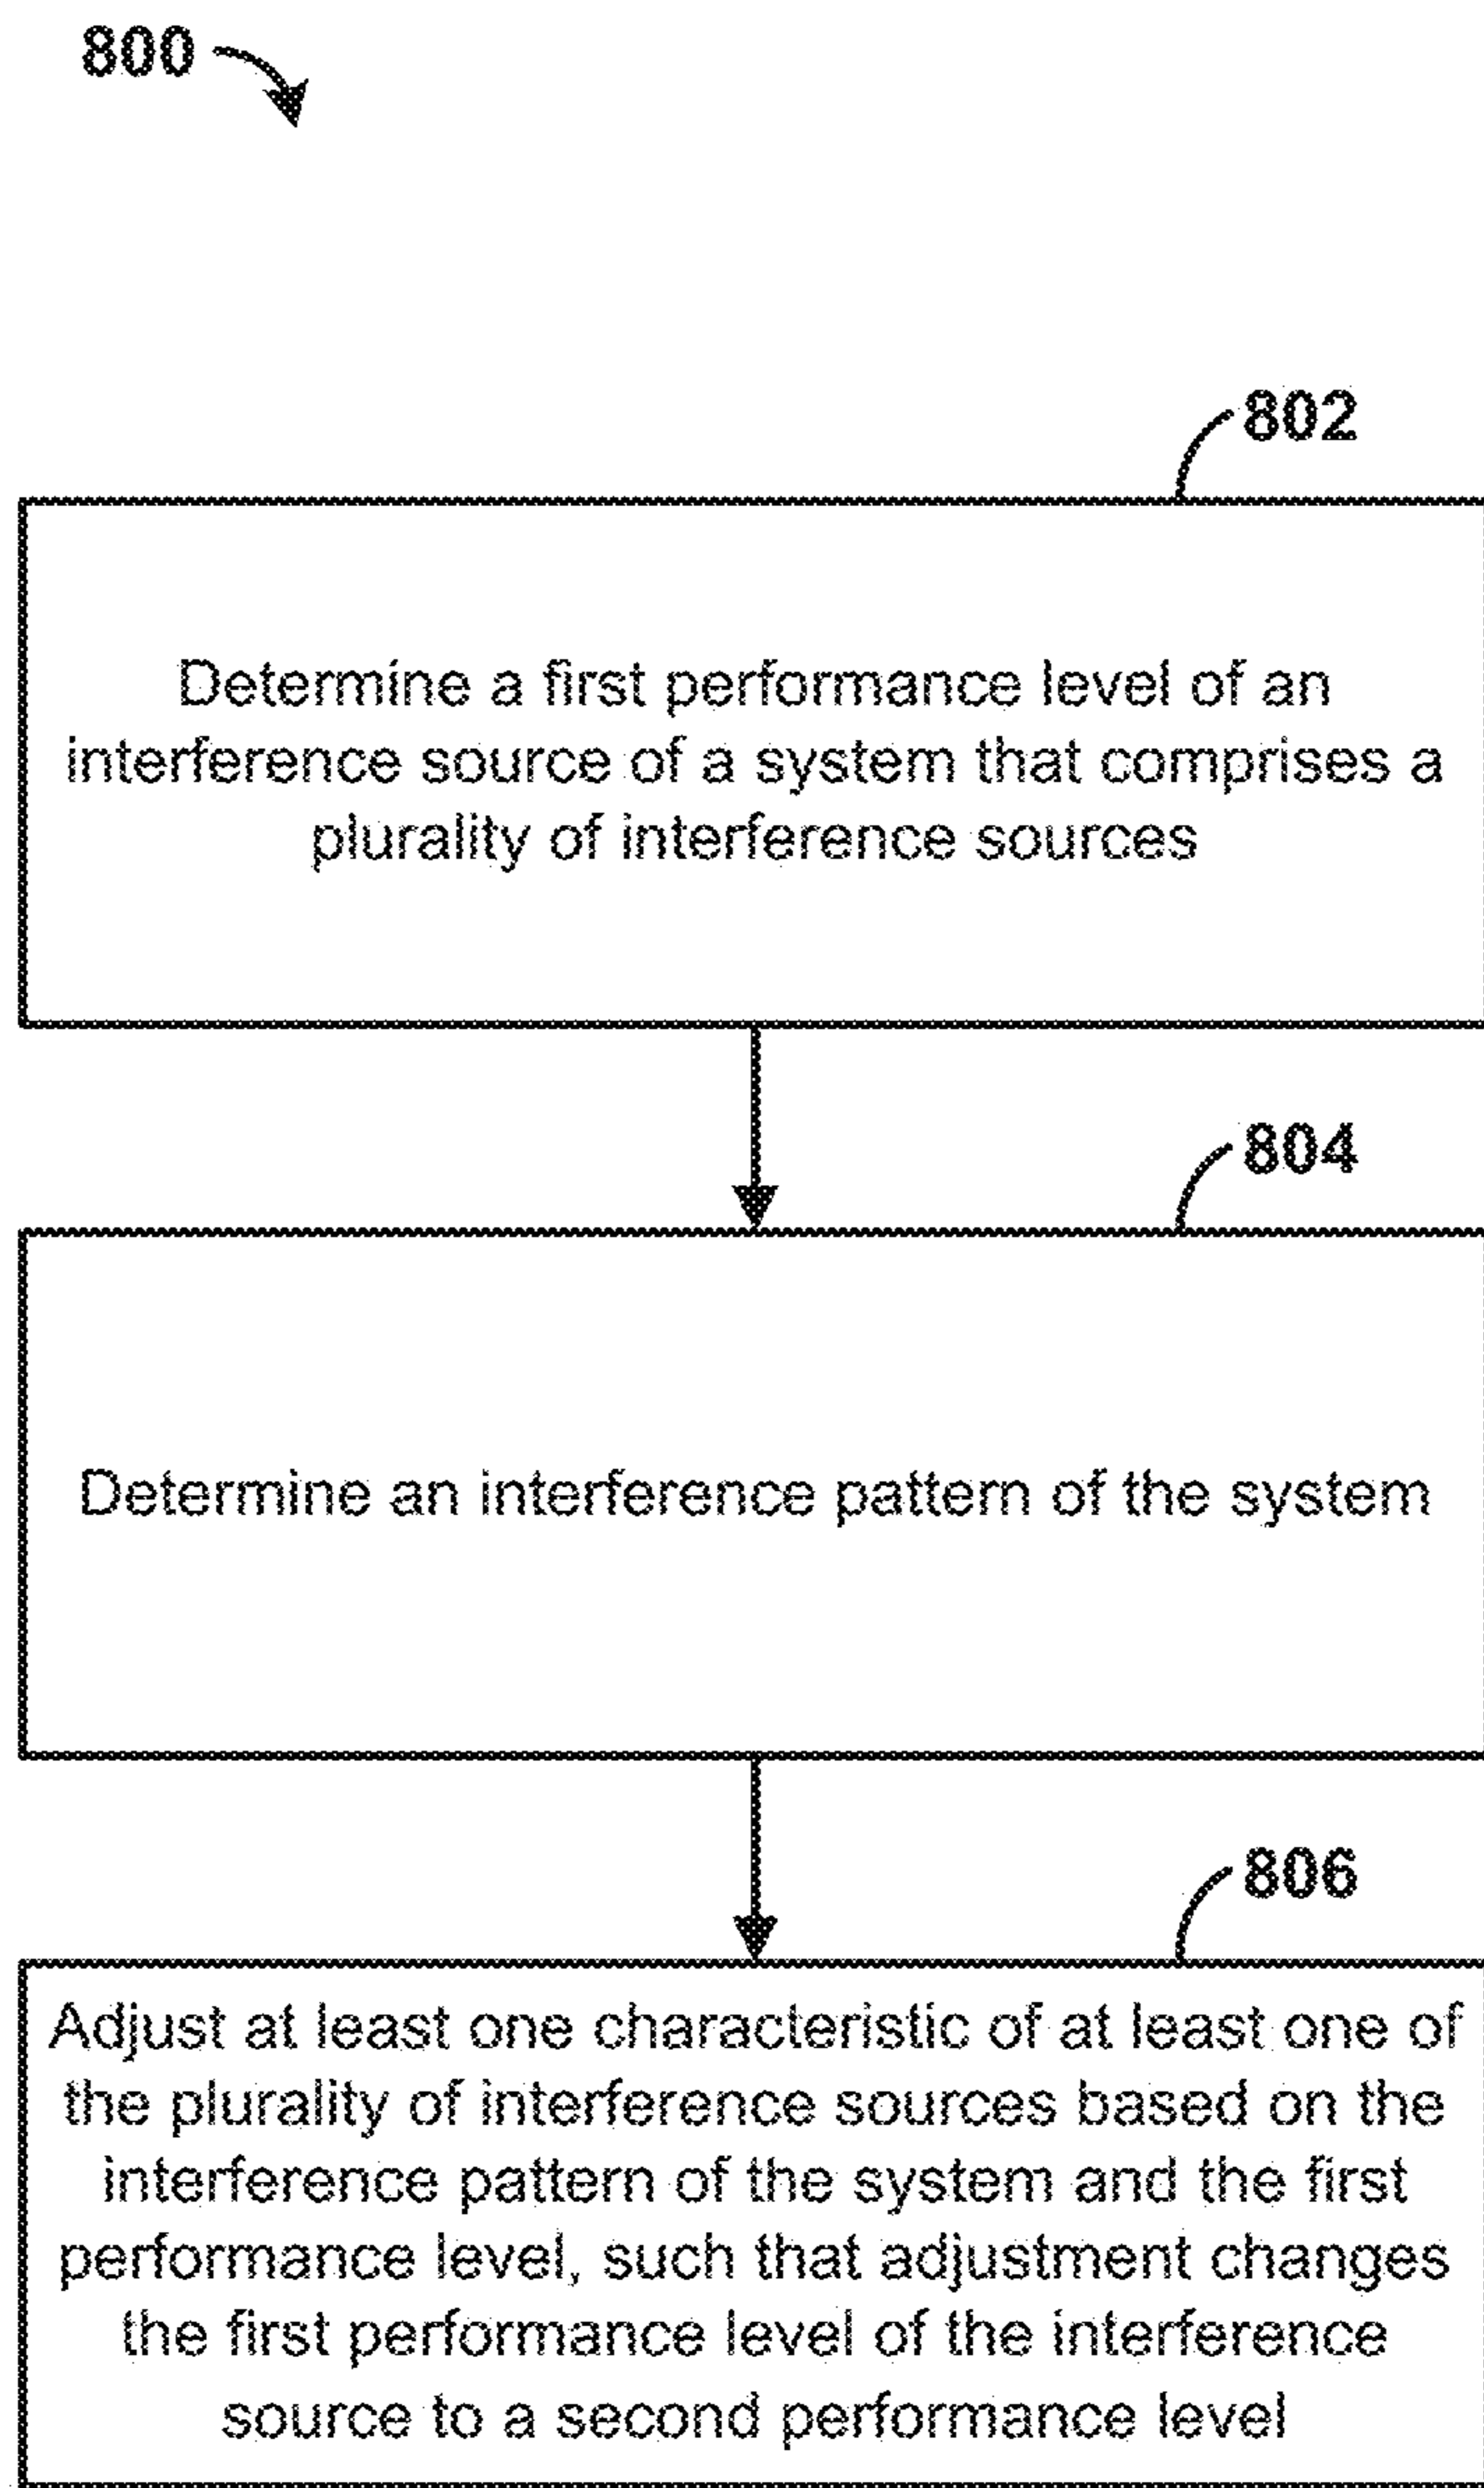 800
802
Determine a first performance level of an
interference source of a system that comprises a
plurality of interference sources
804
Determine an interference pattern of the system
806
Adjust at least one characteristic of at least one of
the plurality of interference sources based on the
interference pattern of the system and the first
performance level, such that adjustment changes
the first performance level of the interference
source to a second performance level